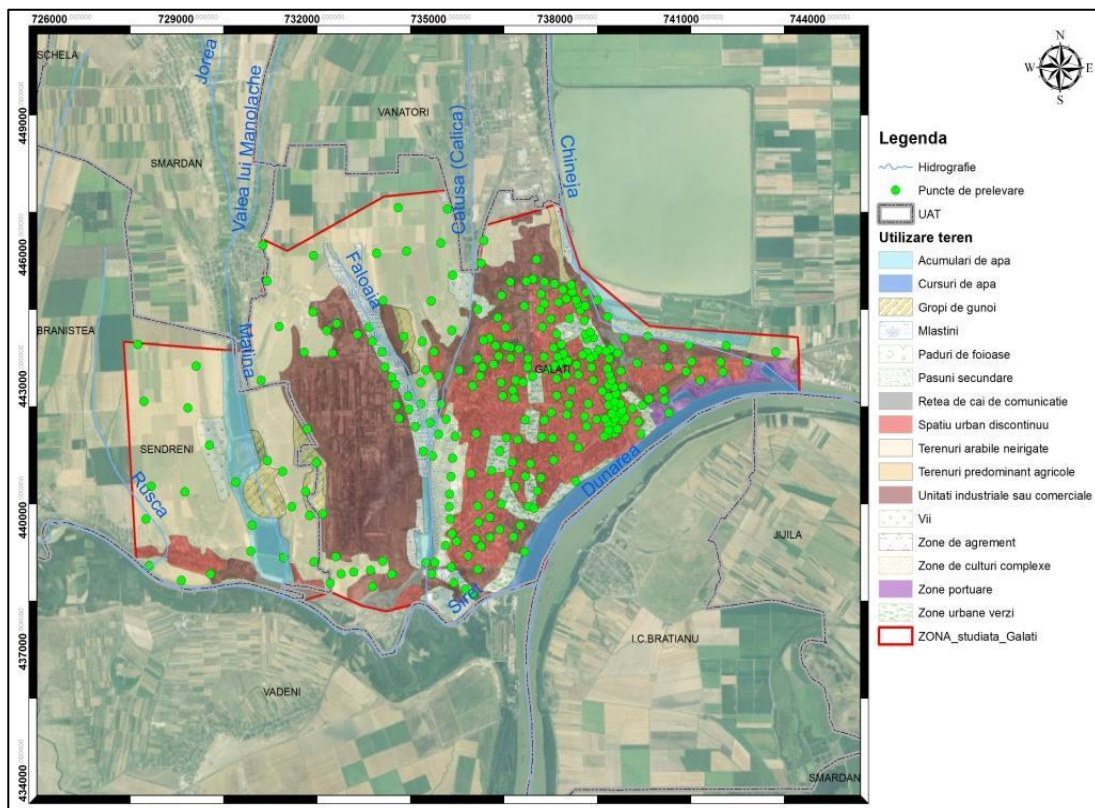 726000 729000 732000 735000 738000 741000 744000
449000
446000
443000
440000
437000
434000
SCHELA
Jorea
Valea lui Manolache
VANATORI
SMARDAN
Catusa (Calica)
Chineja
Faloaia
BRANISTEA
Malina
GALATI
SENDRENI
Rusca
Dunarea
JIJILA
Siret
I.C.BRATIANU
VADENI
SMARDAN
N
W E
S
Legenda
Hidrografie
Puncte de prelevare
UAT
Utilizare teren
Acumulari de apa
Cursuri de apa
Gropi de gunoi
Mlastini
Paduri de foioase
Pasuni secundare
Retea de cai de comunicatie
Spatiu urban discontinuu
Terenuri arabile neirigate
Terenuri predominant agricole
Unitati industriale sau comerciale
Vii
Zone de agrement
Zone de culturi complexe
Zone portuare
Zone urbane verzi
ZONA_studiata_Galati